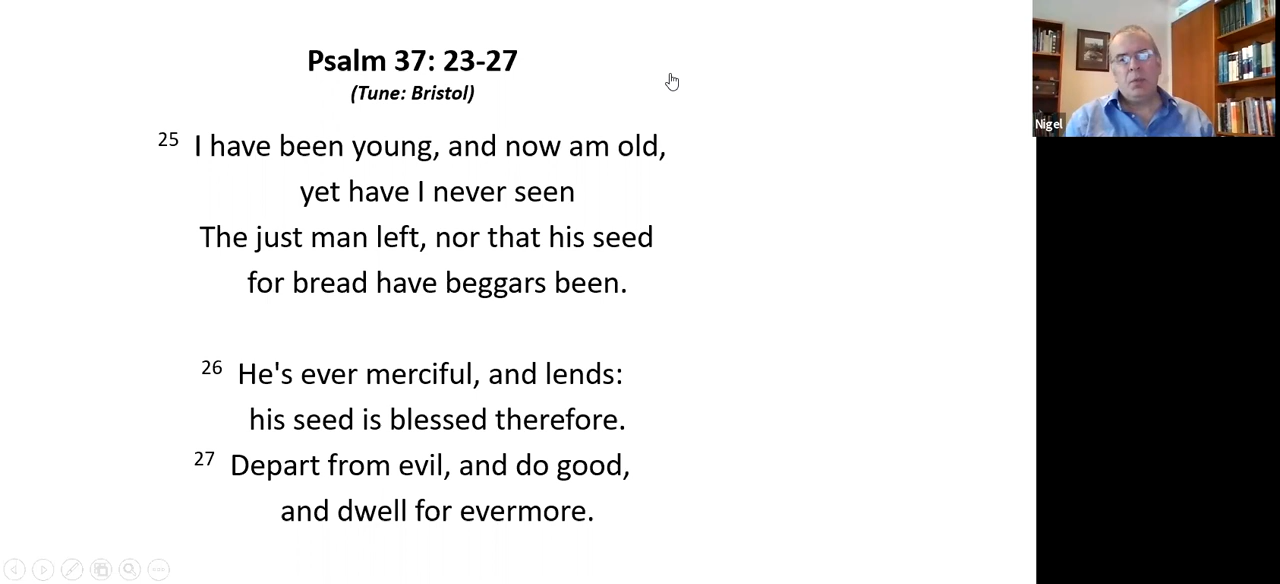 Psalm 37: 23-27
(Tune: Bristol)
25 I have been young, and now am old,
yet have I never seen
The just man left, nor that his seed
for bread have beggars been.
26 He's ever merciful, and lends:
his seed is blessed therefore.
27 Depart from evil, and do good,
and dwell for evermore.
Nigel